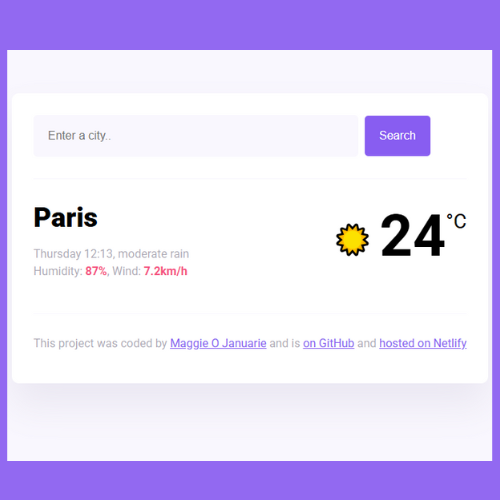 Enter a city..
Search
Paris
24°C
Thursday 12:13, moderate rain
Humidity: 87%, Wind: 7.2km/h
This project was coded by Maggie O Januarie and is on GitHub and hosted on Netlify